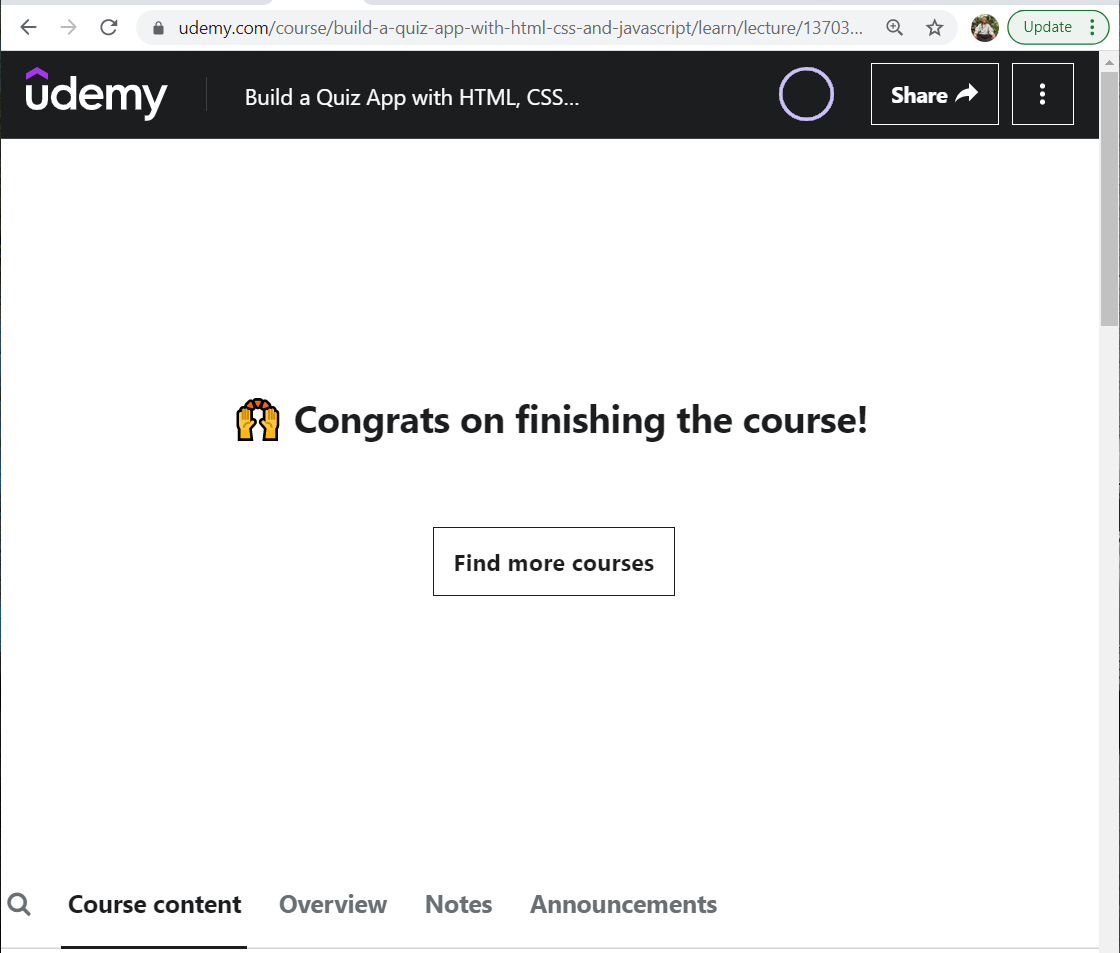 udemy.com/course/build-a-quiz-app-with-html-css-and-javascript/learn/lecture/13703...
Update
udemy
Build a Quiz App with HTML, CSS...
Share
🙌 Congrats on finishing the course!
Find more courses
Course content
Overview
Notes
Announcements